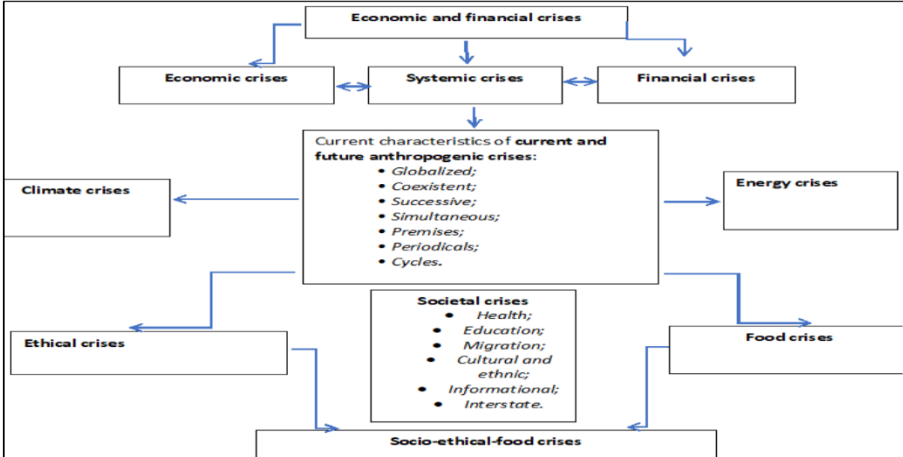 Economic and financial crises
Economic crises
Systemic crises
Financial crises
Current characteristics of current and
future anthropogenic crises:
• Globalized;
• Coexistent;
• Successive;
• Simultaneous;
• Premises;
• Periodicals;
• Cycles.
Climate crises
Energy crises
Societal crises
• Health;
• Education;
• Migration;
• Cultural and
ethnic;
• Informational;
• Interstate.
Ethical crises
Food crises
Socio-ethical-food crises